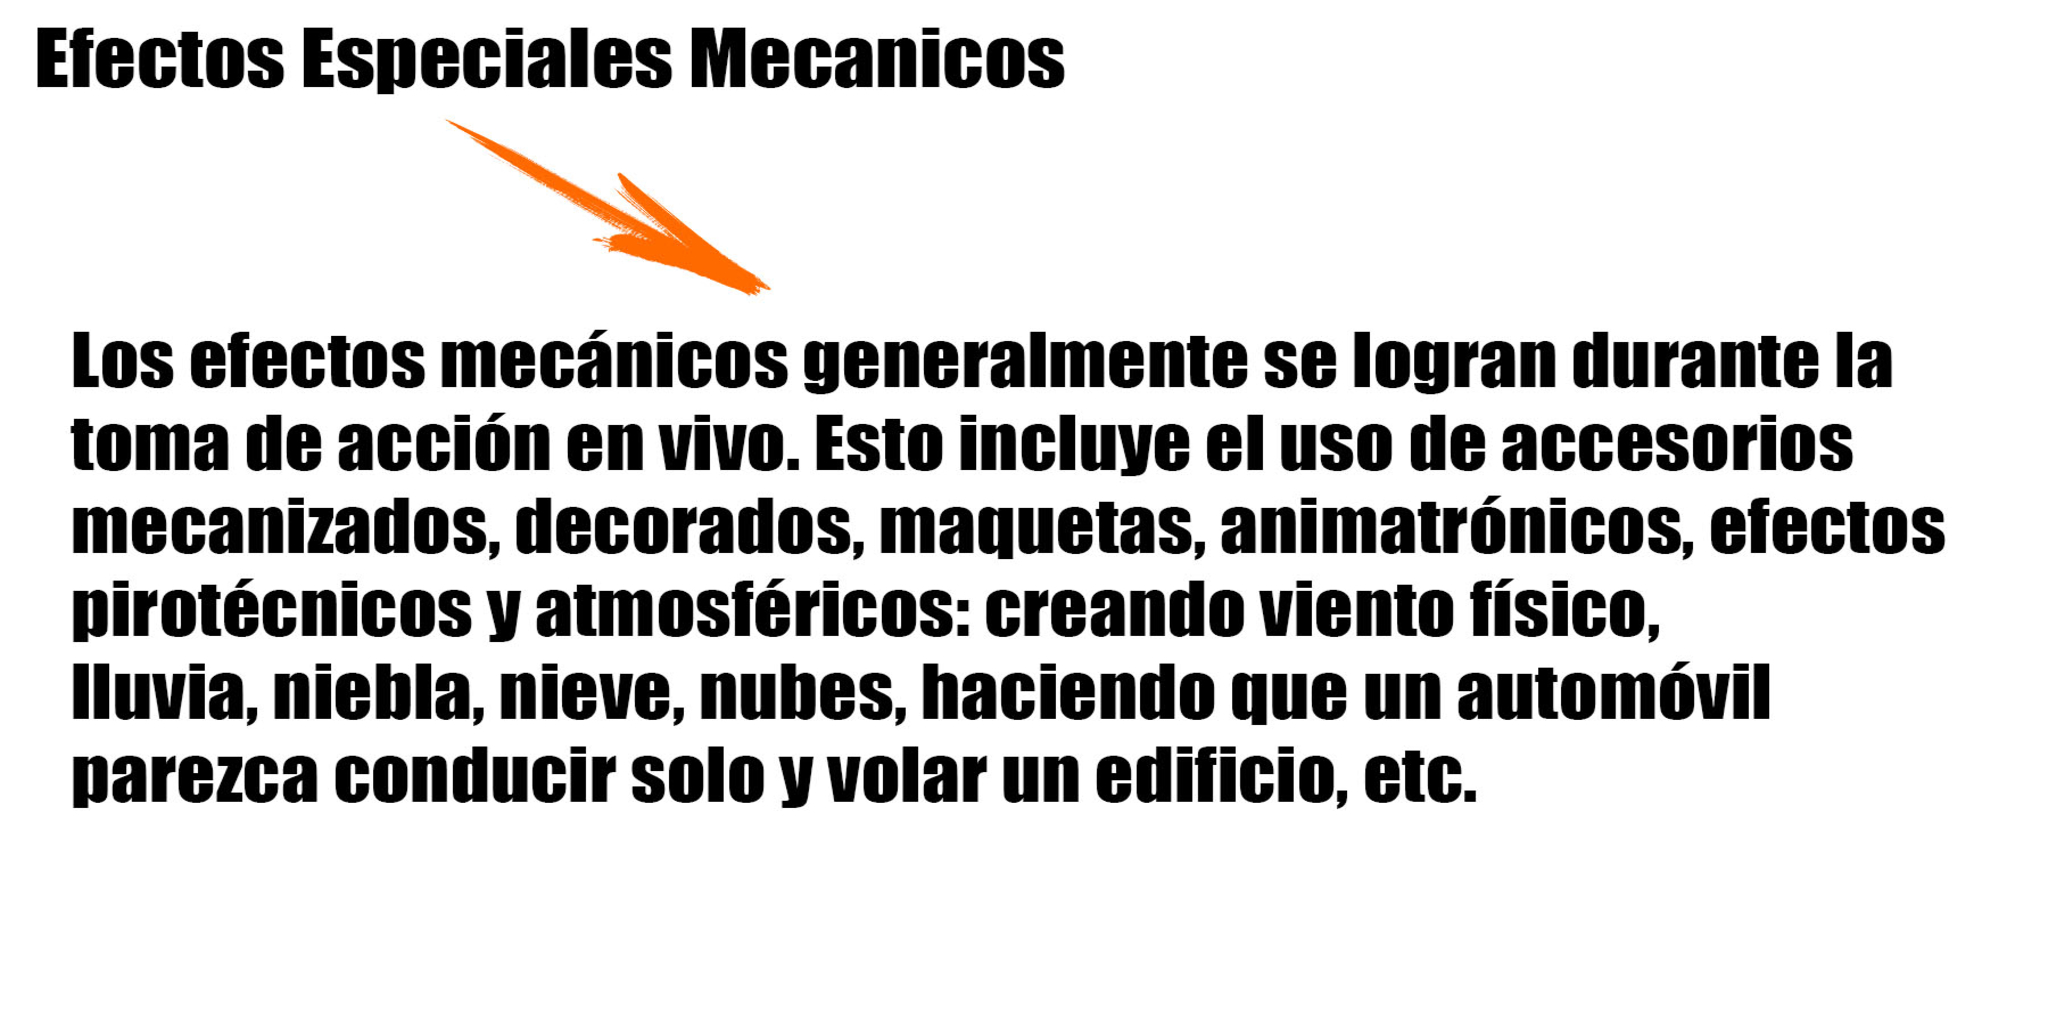 Efectos Especiales Mecanicos
Los efectos mecánicos generalmente se logran durante la
toma de acción en vivo. Esto incluye el uso de accesorios
mecanizados, decorados, maquetas, animatrónicos, efectos
pirotécnicos y atmosféricos: creando viento físico,
lluvia, niebla, nieve, nubes, haciendo que un automóvil
parezca conducir solo y volar un edificio, etc.